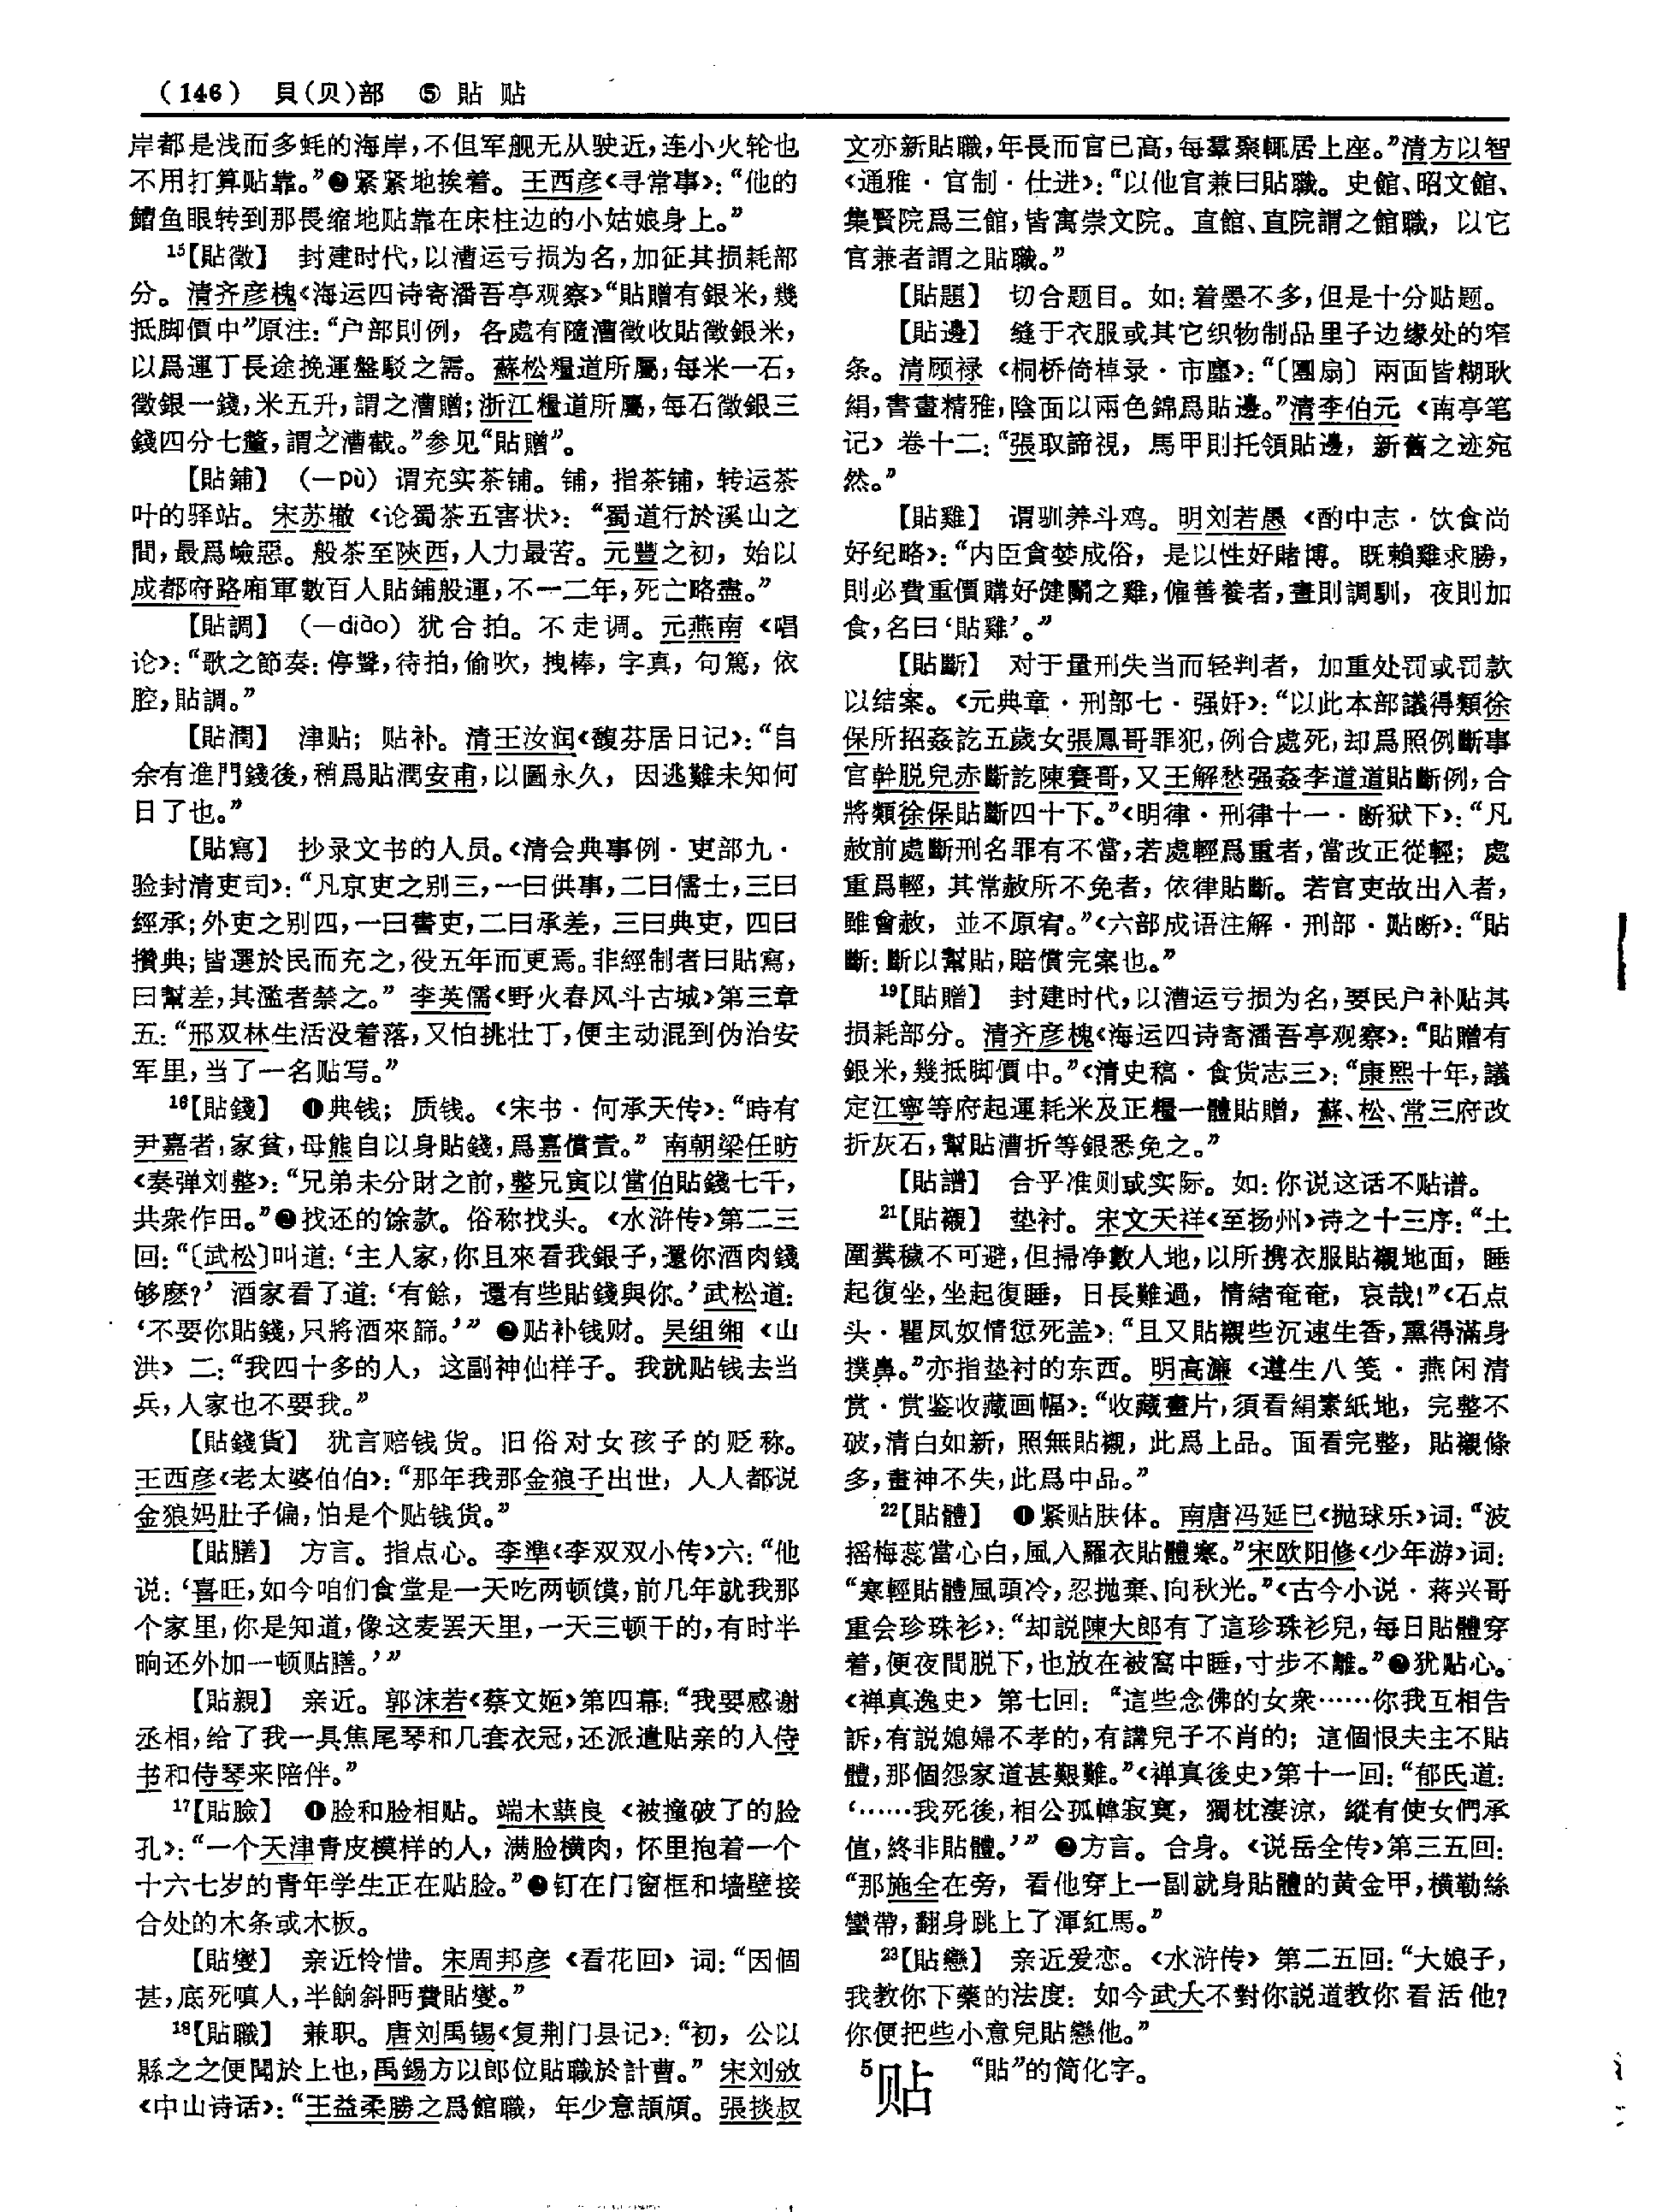 （146） 貝(贝)部 ⑤ 貼 贴
岸都是浅而多蚝的海岸，不但军舰无从驶近，连小火轮也
不用打算贴靠。”❷紧紧地挨着。王西彦《寻常事》：“他的
鳍鱼眼转到那畏缩地贴靠在床柱边的小姑娘身上。”
15【貼徵】 封建时代，以漕运亏损为名，加征其损耗部
分。清齐彦槐《海运四诗寄潘吾亭观察》“貼贈有銀米，幾
抵脚價中”原注：“户部則例，各處有隨漕徵收貼徵銀米，
以爲運丁長途挽運盤駁之需。蘇松糧道所屬，每米一石，
徵銀一錢，米五升，謂之漕贈；浙江糧道所屬，每石徵銀三
錢四分七釐，謂之漕截。”参见“貼贈”。
【貼鋪】 （—pù）谓充实茶铺。铺，指茶铺，转运茶
叶的驿站。宋苏辙《论蜀茶五害状》：“蜀道行於溪山之
間，最爲嶮惡。般茶至陝西，人力最苦。元豐之初，始以
成都府路廂軍數百人貼鋪般運，不一二年，死亡略盡。”
【貼調】 （—diào）犹合拍。不走调。元燕南《唱
论》：“歌之節奏：停聲，待拍，偷吹，拽棒，字真，句篤，依
腔，貼調。”
【貼潤】 津贴；贴补。清王汝润《馥芬居日记》：“自
余有進門錢後，稍爲貼潤安甫，以圖永久，因逃難未知何
日了也。”
【貼寫】 抄录文书的人员。《清会典事例·吏部九·
验封清吏司》：“凡京吏之别三，一曰供事，二曰儒士，三曰
經承；外吏之别四，一曰書吏，二曰承差，三曰典吏，四曰
攢典；皆選於民而充之，役五年而更焉。非經制者曰貼寫，
曰幫差，其濫者禁之。”李英儒《野火春风斗古城》第三章
五：“邢双林生活没着落，又怕挑壮丁，便主动混到伪治安
军里，当了一名贴写。”
16【貼錢】 ❶典钱；质钱。《宋书·何承天传》：“時有
尹嘉者，家貧，母熊自以身貼錢，爲嘉償責。”南朝梁任昉
《奏弹刘整》：“兄弟未分財之前，整兄寅以當伯貼錢七千，
共衆作田。”❷找还的馀款。俗称找头。《水浒传》第二三
回：“〔武松〕叫道：‘主人家，你且來看我銀子，還你酒肉錢
够麽？’酒家看了道：‘有餘，還有些貼錢與你。’武松道：
‘不要你貼錢，只將酒來篩。’”❸贴补钱财。吴组缃《山
洪》二：“我四十多的人，这副神仙样子。我就贴钱去当
兵，人家也不要我。”
【貼錢貨】 犹言赔钱货。旧俗对女孩子的贬称。
王西彦《老太婆伯伯》：“那年我那金狼子出世，人人都说
金狼妈肚子偏，怕是个贴钱货。”
【貼膳】 方言。指点心。李準《李双双小传》六：“他
说：‘喜旺，如今咱们食堂是一天吃两顿馍，前几年就我那
个家里，你是知道，像这麦罢天里，一天三顿干的，有时半
晌还外加一顿贴膳。’”
【貼親】 亲近。郭沫若《蔡文姬》第四幕：“我要感谢
丞相，给了我一具焦尾琴和几套衣冠，还派遣贴亲的人侍
书和侍琴来陪伴。”
17【貼臉】 ❶脸和脸相贴。端木蕻良《被撞破了的脸
孔》：“一个天津青皮模样的人，满脸横肉，怀里抱着一个
十六七岁的青年学生正在贴脸。”❷钉在门窗框和墙壁接
合处的木条或木板。
【貼燮】 亲近怜惜。宋周邦彦《看花回》词：“因個
甚，底死嗔人，半餉斜眄費貼燮。”
18【貼職】 兼职。唐刘禹锡《复荆门县记》：“初，公以
縣之之便聞於上也，禹錫方以郎位貼職於計曹。”宋刘攽
《中山诗话》：“王益柔勝之爲館職，年少意頡頏。張掞叔
文亦新貼職，年長而官已高，每羣聚輒居上座。”清方以智
《通雅·官制·仕进》：“以他官兼曰貼職。史館、昭文館、
集賢院爲三館，皆寓崇文院。直館、直院謂之館職，以它
官兼者謂之貼職。”
【貼題】 切合题目。如：着墨不多，但是十分贴题。
【貼邊】 缝于衣服或其它织物制品里子边缘处的窄
条。清顾禄《桐桥倚棹录·市廛》：“〔團扇〕兩面皆糊耿
絹，書畫精雅，陰面以兩色錦爲貼邊。”清李伯元《南亭笔
记》卷十二：“張取諦視，馬甲則托領貼邊，新舊之迹宛
然。”
【貼雞】 谓驯养斗鸡。明刘若愚《酌中志·饮食尚
好纪略》：“内臣貪婪成俗，是以性好賭博。既賴雞求勝，
則必費重價購好健鬭之雞，僱善養者，晝則調馴，夜則加
食，名曰‘貼雞’。”
【貼斷】 对于量刑失当而轻判者，加重处罚或罚款
以结案。《元典章·刑部七·强奸》：“以此本部議得類徐
保所招姦訖五歲女張鳳哥罪犯，例合處死，却爲照例斷事
官幹脱兒赤斷訖陳賽哥，又王解愁强姦李道道貼斷例，合
將類徐保貼斷四十下。”《明律·刑律十一·断狱下》：“凡
赦前處斷刑名罪有不當，若處輕爲重者，當改正從輕；處
重爲輕，其常赦所不免者，依律貼斷。若官吏故出入者，
雖會赦，並不原宥。”《六部成语注解·刑部·贴断》：“貼
斷：斷以幫貼，賠償完案也。”
19【貼贈】 封建时代，以漕运亏损为名，要民户补贴其
损耗部分。清齐彦槐《海运四诗寄潘吾亭观察》：“貼贈有
銀米，幾抵脚價中。”《清史稿·食货志三》：“康熙十年，議
定江寧等府起運耗米及正糧一體貼贈，蘇、松、常三府改
折灰石，幫貼漕折等銀悉免之。”
【貼譜】 合乎准则或实际。如：你说这话不贴谱。
21【貼襯】 垫衬。宋文天祥《至扬州》诗之十三序：“土
圍糞穢不可避，但掃净數人地，以所携衣服貼襯地面，睡
起復坐，坐起復睡，日長難過，情緒奄奄，哀哉！”《石点
头·瞿凤奴情愆死盖》：“且又貼襯些沉速生香，熏得滿身
撲鼻。”亦指垫衬的东西。明高濂《遵生八笺·燕闲清
赏·赏鉴收藏画幅》：“收藏畫片，須看絹素紙地，完整不
破，清白如新，照無貼襯，此爲上品。面看完整，貼襯條
多，畫神不失，此爲中品。”
22【貼體】 ❶紧贴肤体。南唐冯延巳《抛球乐》词：“波
摇梅蕊當心白，風入羅衣貼體寒。”宋欧阳修《少年游》词：
“寒輕貼體風頭冷，忍抛棄、向秋光。”《古今小说·蒋兴哥
重会珍珠衫》：“却説陳大郎有了這珍珠衫兒，每日貼體穿
着，便夜間脱下，也放在被窩中睡，寸步不離。”❷犹贴心。
《禅真逸史》第七回：“這些念佛的女衆……你我互相告
訴，有説媳婦不孝的，有講兒子不肖的；這個恨夫主不貼
體，那個怨家道甚艱難。”《禅真後史》第十一回：“郁氏道：
‘……我死後，相公孤幃寂寞，獨枕淒涼，縱有使女們承
值，終非貼體。’”❸方言。合身。《说岳全传》第三五回：
“那施全在旁，看他穿上一副就身貼體的黄金甲，横勒絲
蠻帶，翻身跳上了渾紅馬。”
23【貼戀】 亲近爱恋。《水浒传》第二五回：“大娘子，
我教你下藥的法度：如今武大不對你説道教你看活他？
你便把些小意兒貼戀他。”
5贴 “貼”的简化字。